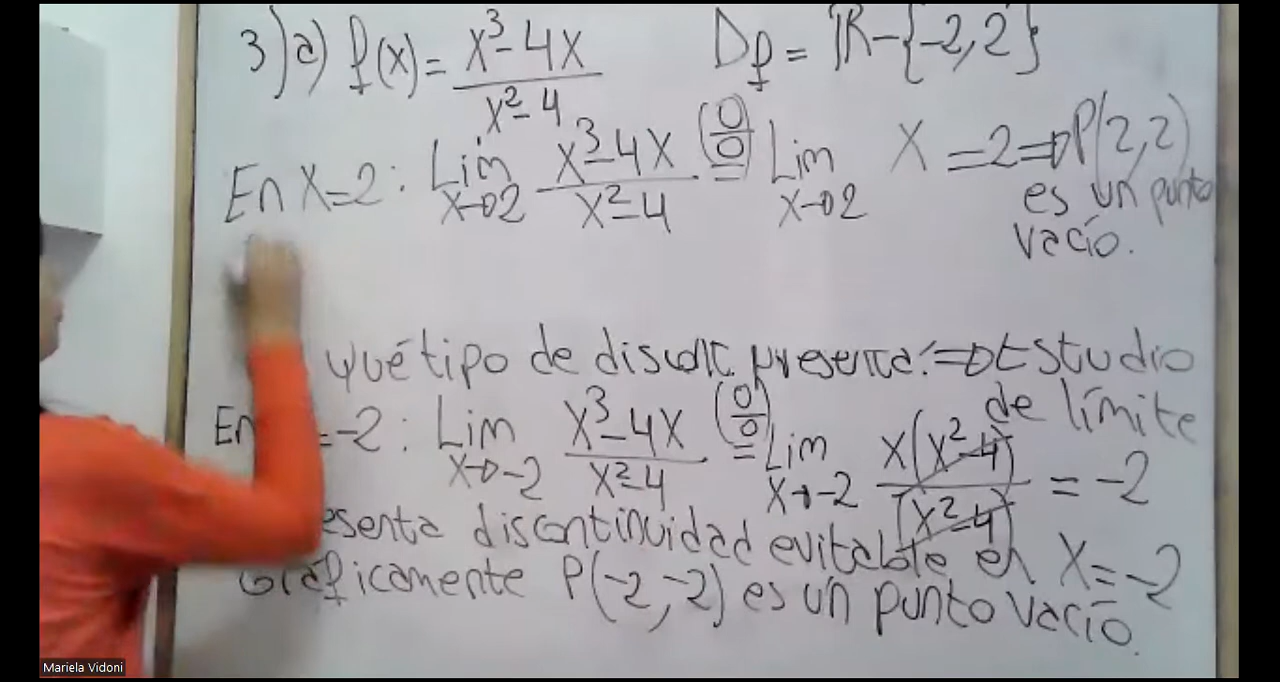 3) a) f(x) = x³-4x / x²-4 Df = ℝ-{-2,2}
En x=2 : Lim x→2 x³-4x / x²-4 (0/0) = Lim x→2 x = 2 ⇒ P(2,2)
es un punto
vacío.
qué tipo de discont. presenta: ⇒ Estudio
de límite
En =-2 : Lim x→-2 x³-4x / x²-4 (0/0) = Lim x→-2 x(x²-4) / (x²-4) = -2
esenta discontinuidad evitable en x=-2
Gráficamente P(-2,-2) es un punto vacío.
Mariela Vidoni